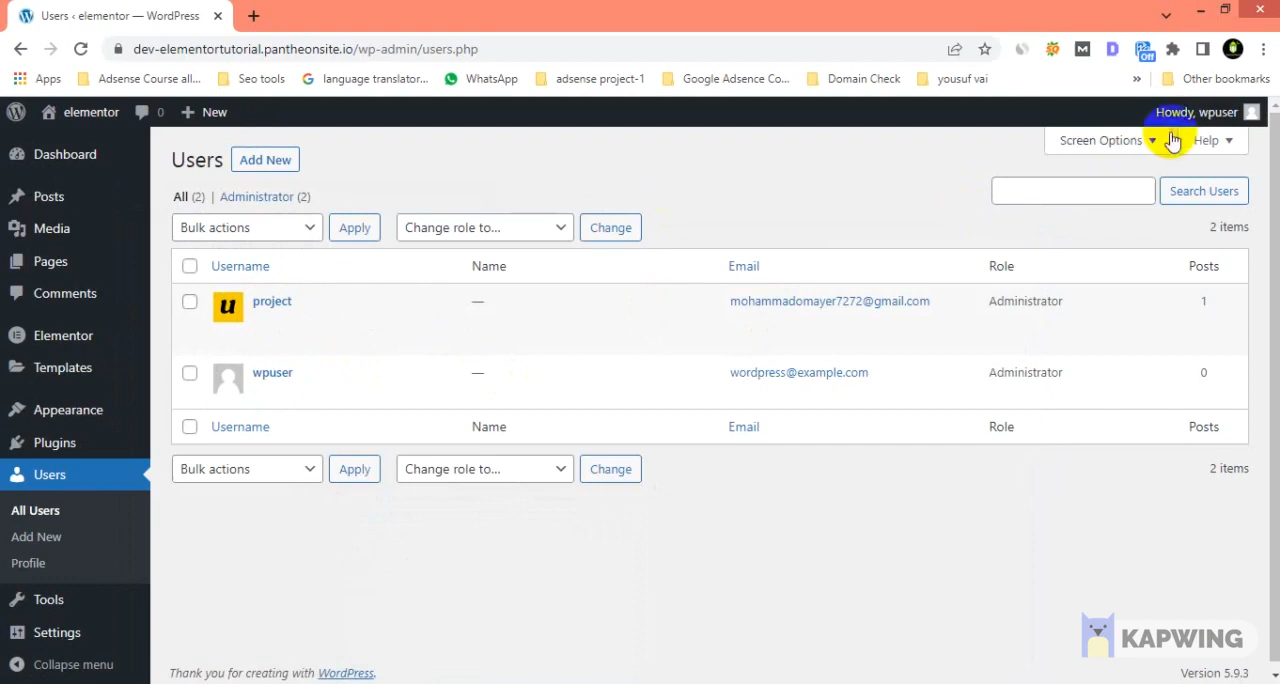 Users ‹ elementor — WordPress
dev-elementortutorial.pantheonsite.io/wp-admin/users.php
Off
Apps
Adsense Course all...
Seo tools
language translator...
WhatsApp
adsense project-1
Google Adsence Co...
Domain Check
yousuf vai
»
Other bookmarks
elementor
0
New
Howdy, wpuser
Screen Options
Help
Dashboard
Posts
Media
Pages
Comments
Elementor
Templates
Appearance
Plugins
Users
All Users
Add New
Profile
Tools
Settings
Collapse menu
Users
Add New
All (2) | Administrator (2)
Search Users
Bulk actions
Apply
Change role to...
Change
2 items
Username Name Email Role Posts
u project — mohammadomayer7272@gmail.com Administrator 1
wpuser — wordpress@example.com Administrator 0
Username Name Email Role Posts
Bulk actions
Apply
Change role to...
Change
2 items
KAPWING
Thank you for creating with WordPress.
Version 5.9.3